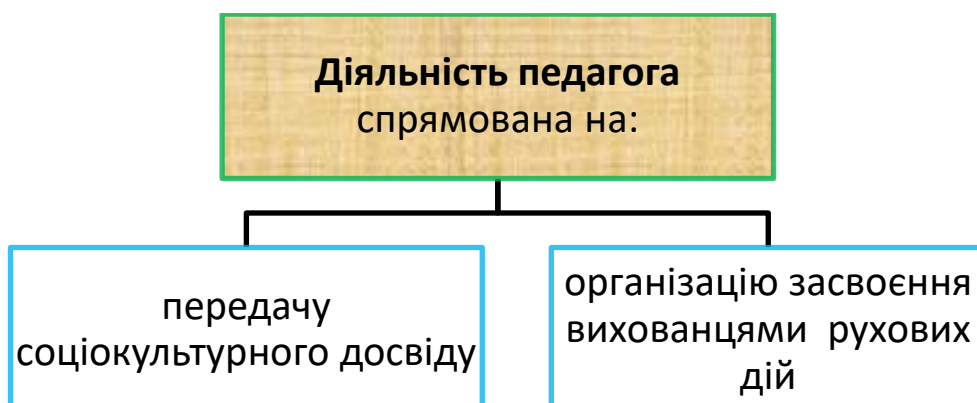 Діяльність педагога
спрямована на:
передачу
соціокультурного досвіду
організацію засвоєння
вихованцями рухових
дій